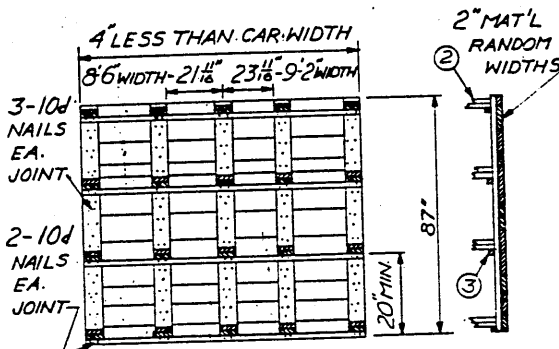 4" LESS THAN CAR WIDTH
8'6" WIDTH-21 11/16" 23 11/16"-9'2" WIDTH
3-10d
NAILS
EA.
JOINT
2-10d
NAILS
EA.
JOINT
87"
20" MIN.
2" MAT'L
RANDOM
WIDTHS
2
3